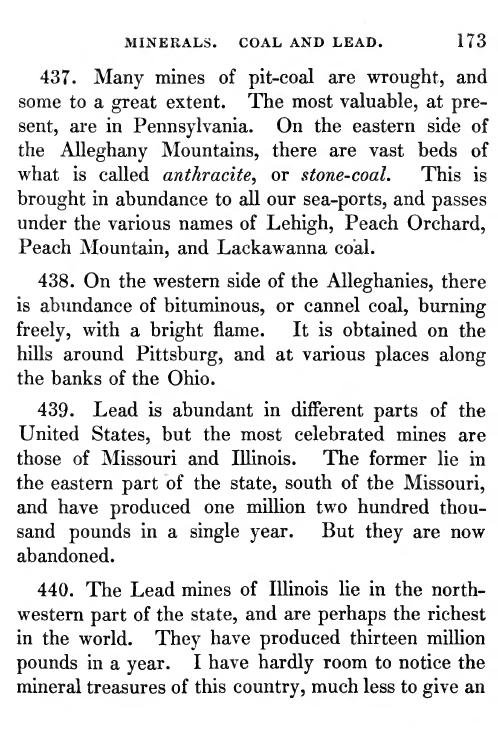 MINERALS. COAL AND LEAD. 173
437. Many mines of pit-coal are wrought, and
some to a great extent. The most valuable, at pre-
sent, are in Pennsylvania. On the eastern side of
the Alleghany Mountains, there are vast beds of
what is called anthracite, or stone-coal. This is
brought in abundance to all our sea-ports, and passes
under the various names of Lehigh, Peach Orchard,
Peach Mountain, and Lackawanna coal.
438. On the western side of the Alleghanies, there
is abundance of bituminous, or cannel coal, burning
freely, with a bright flame. It is obtained on the
hills around Pittsburg, and at various places along
the banks of the Ohio.
439. Lead is abundant in different parts of the
United States, but the most celebrated mines are
those of Missouri and Illinois. The former lie in
the eastern part of the state, south of the Missouri,
and have produced one million two hundred thou-
sand pounds in a single year. But they are now
abandoned.
440. The Lead mines of Illinois lie in the north-
western part of the state, and are perhaps the richest
in the world. They have produced thirteen million
pounds in a year. I have hardly room to notice the
mineral treasures of this country, much less to give an